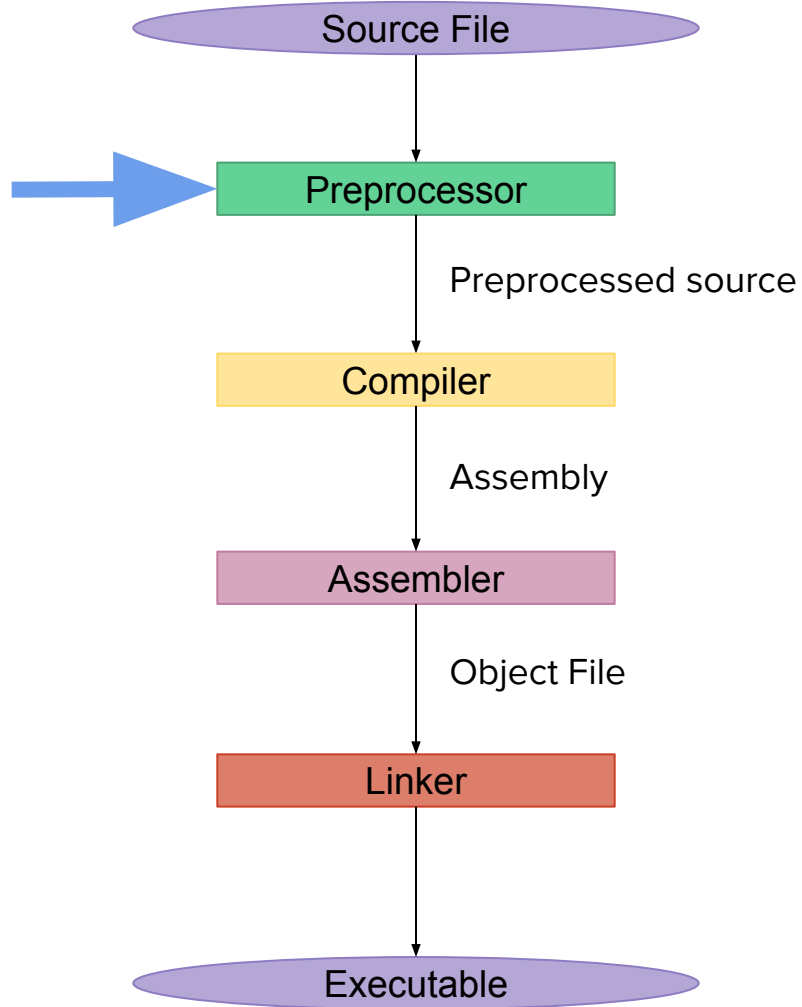 Source File
Preprocessor
Preprocessed source
Compiler
Assembly
Assembler
Object File
Linker
Executable